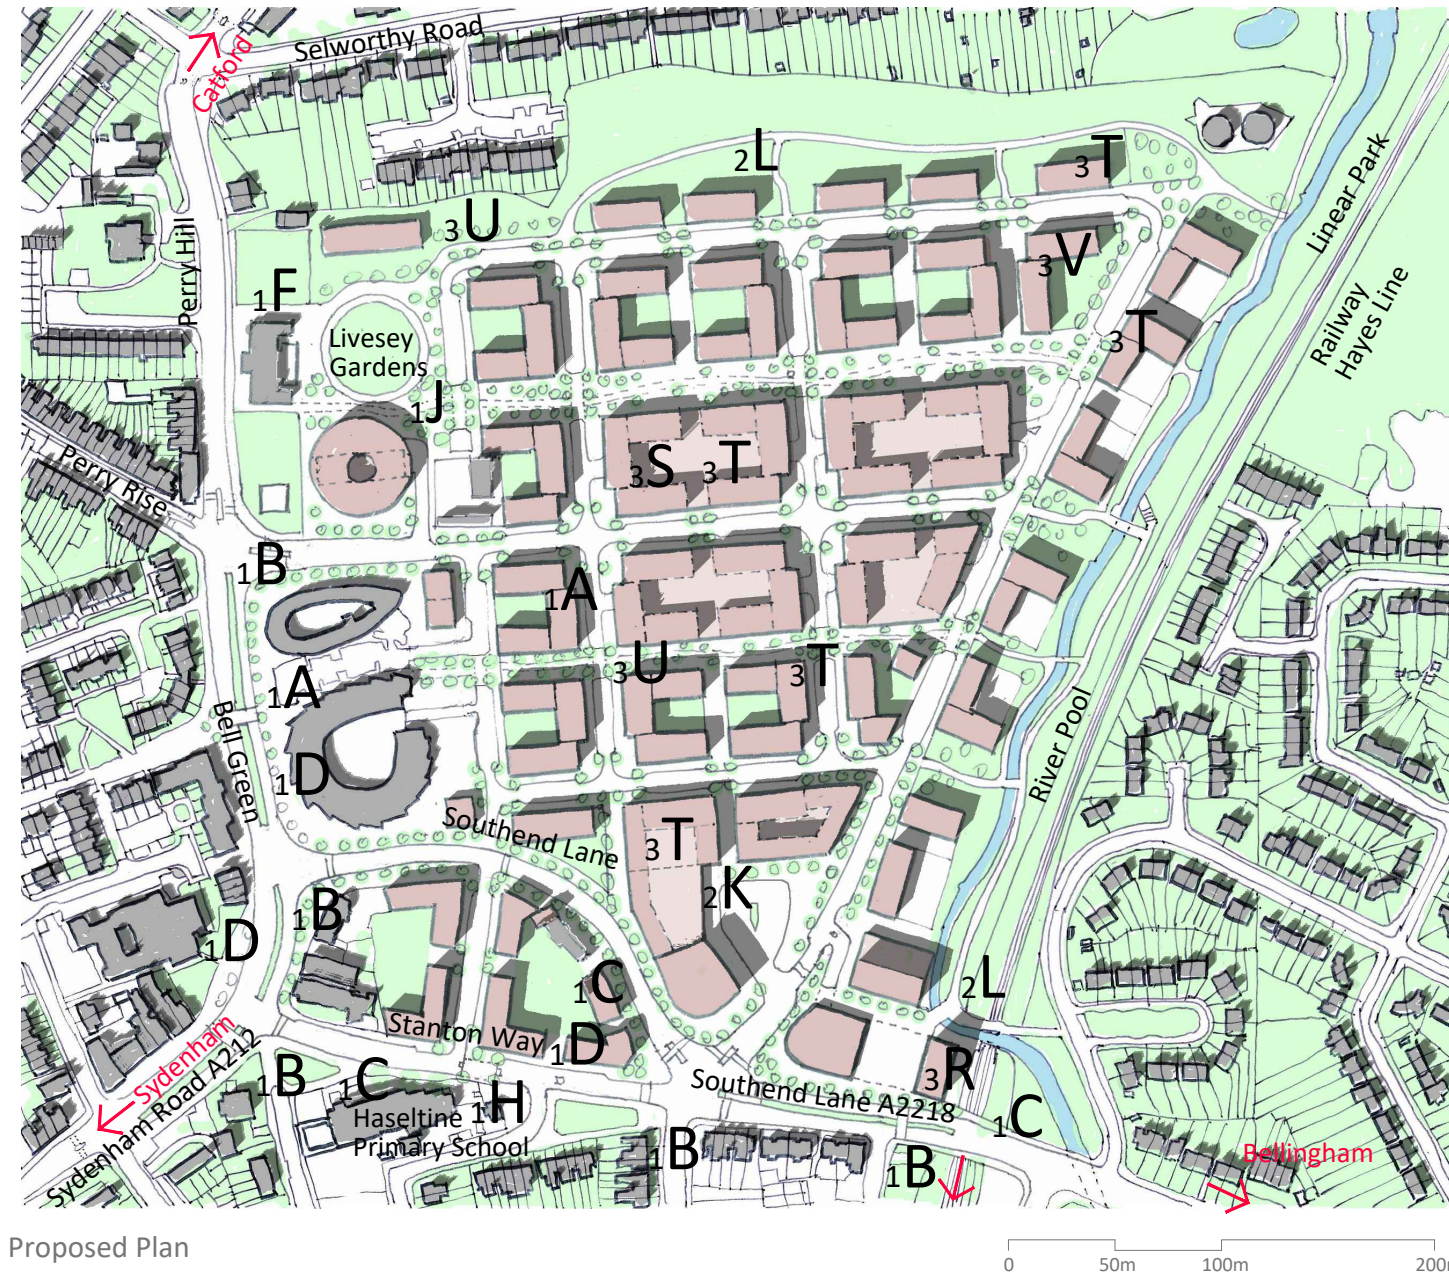 Selworthy Road
Catford
2L
3T
Linear Park
3U
Perry Hill
3V
1F
Railway
Hayes Line
Livesey
Gardens
3T
1J
3S
3T
Perry Rise
1B
1A
3U
3T
1A
Bell Green
River Pool
1D
Southend Lane
3T
2K
1B
1D
1C
2L
Stanton Way
1D
Sydenham
Sydenham Road A212
1B
1C
3R
Southend Lane A2218
1H
Haseltine
Primary School
1C
1B
1B
Bellingham
Proposed Plan
0
50m
100m
200m